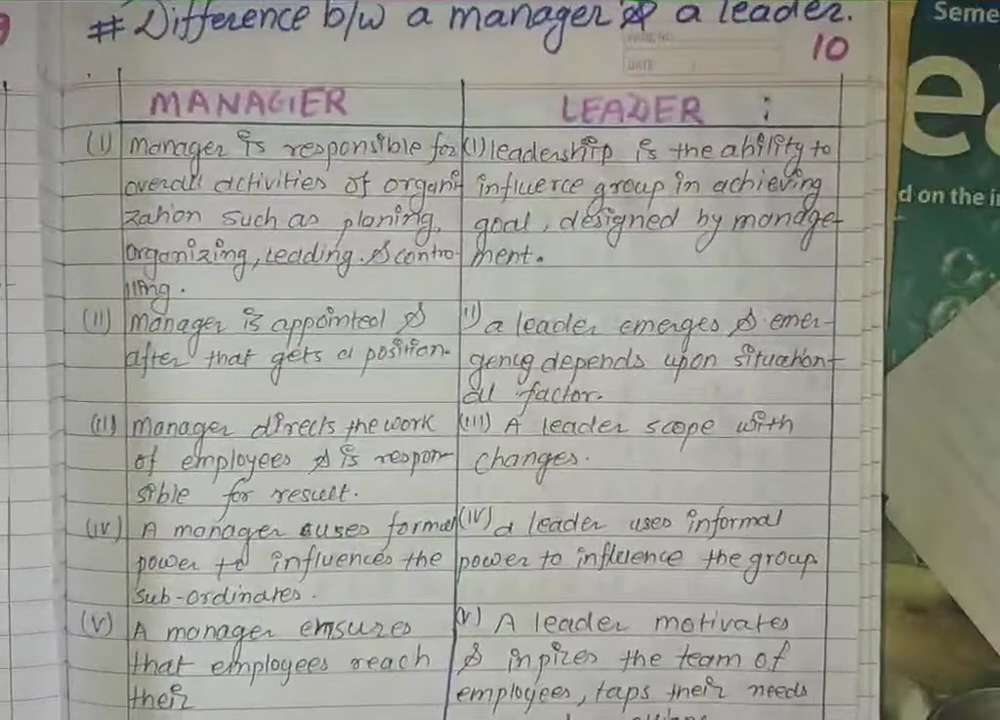 # Difference b/w a manager & a leader.
PAGE NO.
DATE
10
MANAGER
LEADER :
(i) manager is responsible for
overall activities of organi-
zation such as planing,
organizing, leading & contro-
lling.
(i) leadership is the ability to
influence group in achieving
goal, designed by manage-
ment.
(ii) manager is appointed &
after that gets a position.
ii) a leader emerges & emer-
gency depends upon situation-
al factor.
(iii) manager directs the work
of employees & is respon-
sible for result.
(iii) A leader scope with
changes.
(iv) A manager uses formal
power to influences the
sub-ordinates.
(iv) a leader uses informal
power to influence the group.
(v) A manager ensures
that employees reach
their
(v) A leader motivates
& inpires the team of
employees, taps their needs
Seme
d on the i